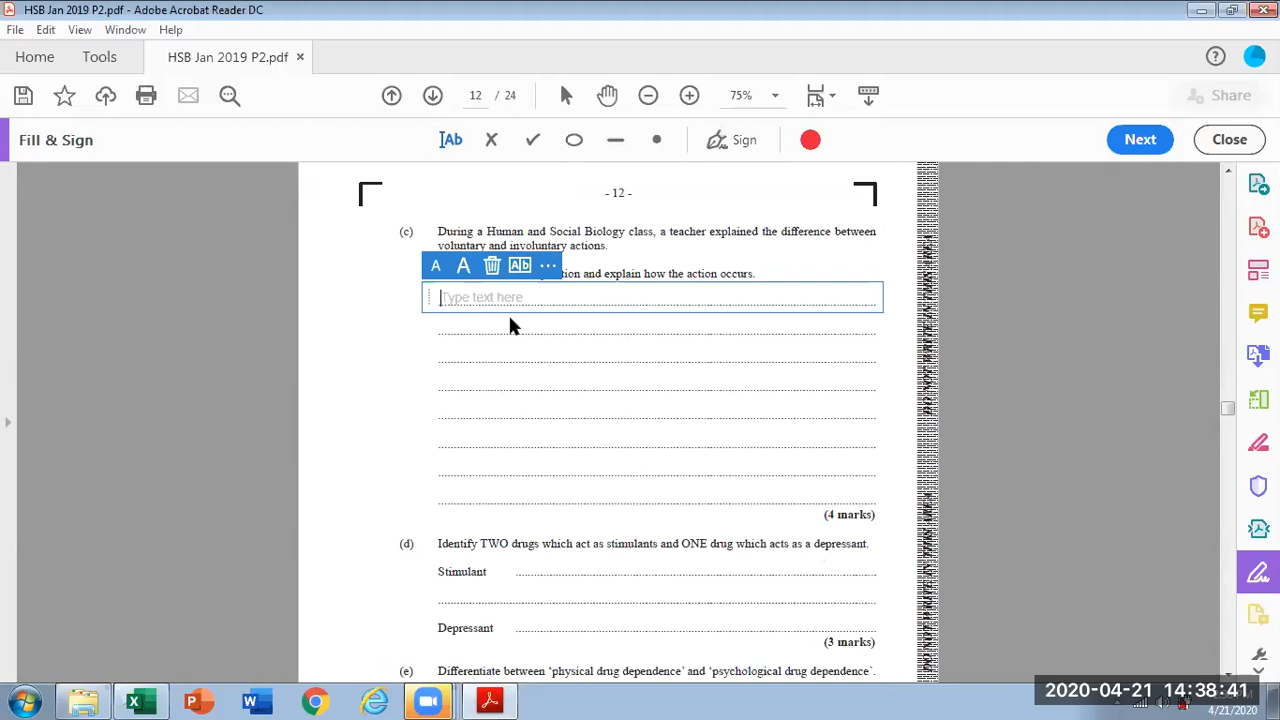 HSB Jan 2019 P2.pdf - Adobe Acrobat Reader DC
File Edit View Window Help
Home Tools HSB Jan 2019 P2.pdf ×
12 / 24 75% Share
Fill & Sign Ab Sign Next Close
- 12 -
(c) During a Human and Social Biology class, a teacher explained the difference between
voluntary and involuntary actions.
A A Ab ... and explain how the action occurs.
Type text here
(4 marks)
(d) Identify TWO drugs which act as stimulants and ONE drug which acts as a depressant.
Stimulant
Depressant
(3 marks)
(e) Differentiate between ‘physical drug dependence’ and ‘psychological drug dependence’.
2020-04-21 14:38:41
4/21/2020